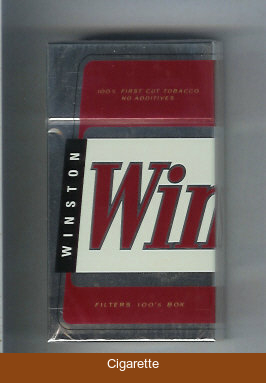 100% FIRST CUT TOBACCO
NO ADDITIVES
WINSTON
Win
FILTERS 100's BOX
Cigarette